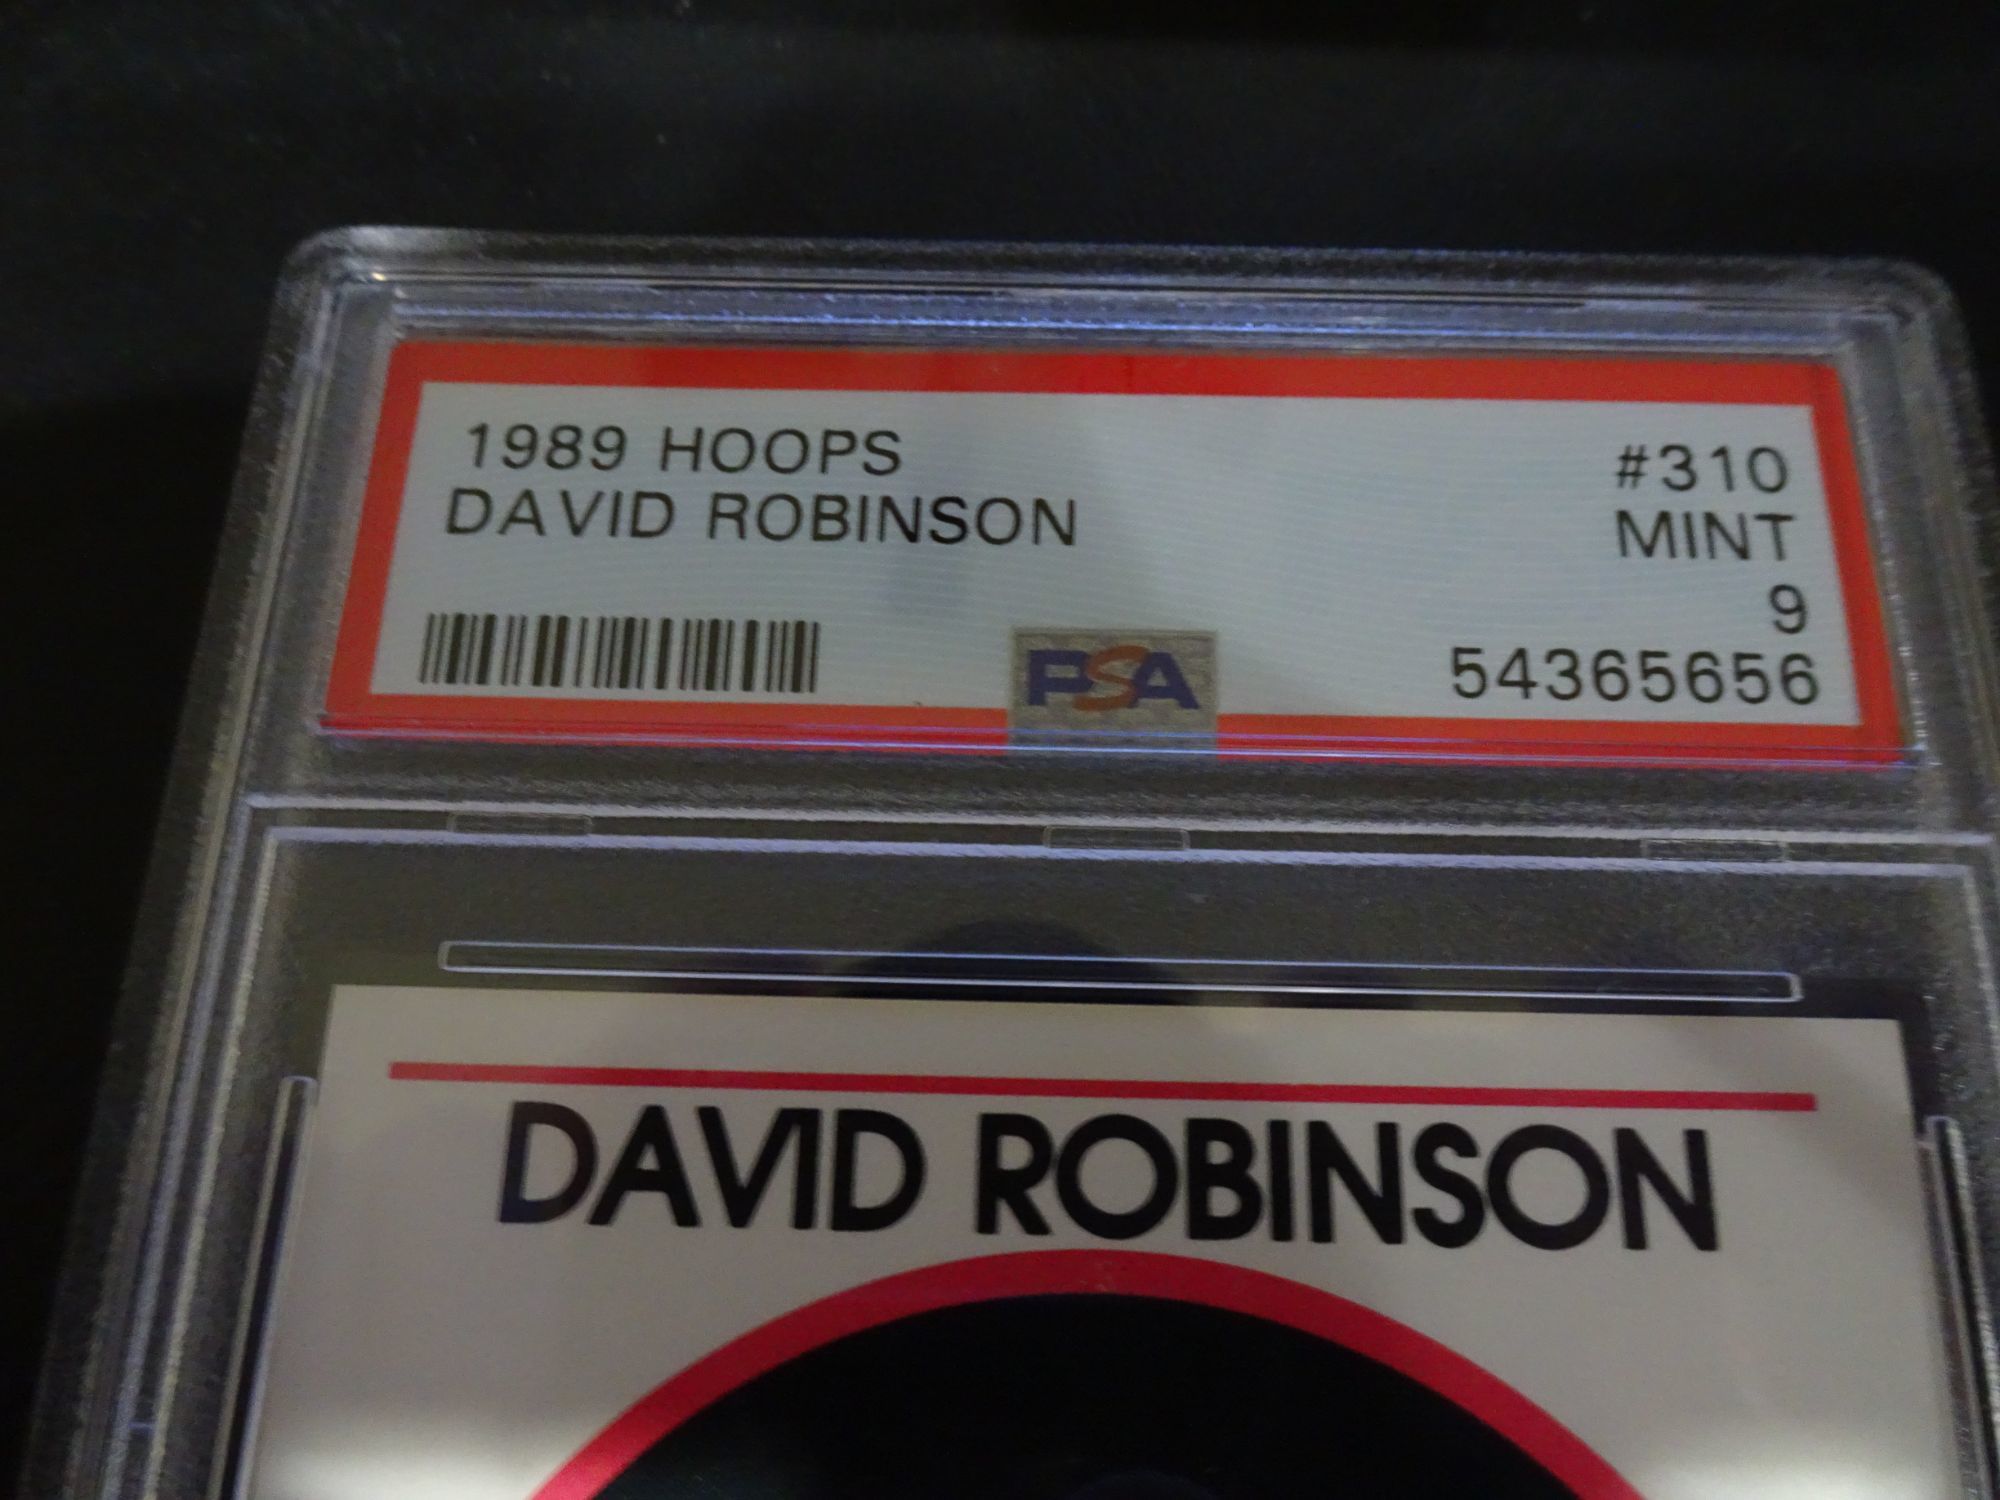 1989 HOOPS #310
DAVID ROBINSON MINT
9
PSA 54365656
DAVID ROBINSON